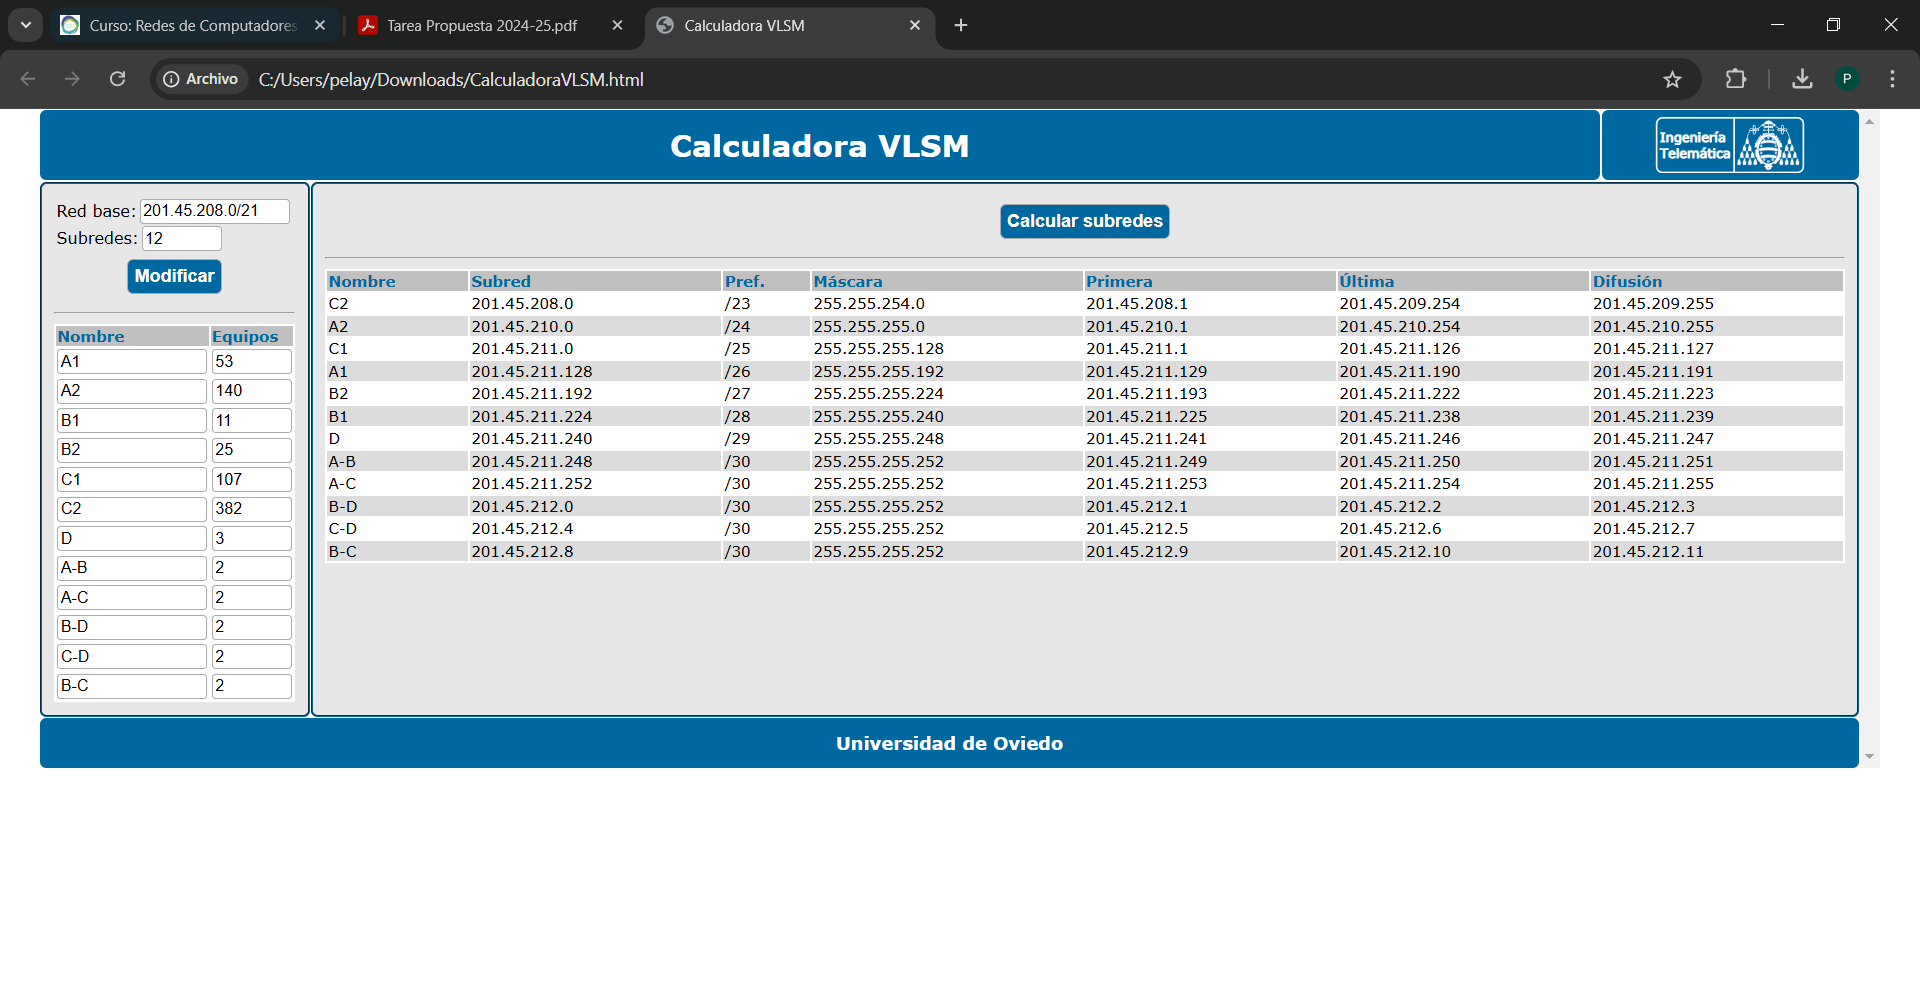 Curso: Redes de Computadores
Tarea Propuesta 2024-25.pdf
Calculadora VLSM
Archivo
C:/Users/pelay/Downloads/CalculadoraVLSM.html
P
Calculadora VLSM
Ingeniería
Telemática
Red base: 201.45.208.0/21
Subredes: 12
Modificar
Nombre Equipos
A1 53
A2 140
B1 11
B2 25
C1 107
C2 382
D 3
A-B 2
A-C 2
B-D 2
C-D 2
B-C 2
Calcular subredes
Nombre Subred Pref. Máscara Primera Última Difusión
C2 201.45.208.0 /23 255.255.254.0 201.45.208.1 201.45.209.254 201.45.209.255
A2 201.45.210.0 /24 255.255.255.0 201.45.210.1 201.45.210.254 201.45.210.255
C1 201.45.211.0 /25 255.255.255.128 201.45.211.1 201.45.211.126 201.45.211.127
A1 201.45.211.128 /26 255.255.255.192 201.45.211.129 201.45.211.190 201.45.211.191
B2 201.45.211.192 /27 255.255.255.224 201.45.211.193 201.45.211.222 201.45.211.223
B1 201.45.211.224 /28 255.255.255.240 201.45.211.225 201.45.211.238 201.45.211.239
D 201.45.211.240 /29 255.255.255.248 201.45.211.241 201.45.211.246 201.45.211.247
A-B 201.45.211.248 /30 255.255.255.252 201.45.211.249 201.45.211.250 201.45.211.251
A-C 201.45.211.252 /30 255.255.255.252 201.45.211.253 201.45.211.254 201.45.211.255
B-D 201.45.212.0 /30 255.255.255.252 201.45.212.1 201.45.212.2 201.45.212.3
C-D 201.45.212.4 /30 255.255.255.252 201.45.212.5 201.45.212.6 201.45.212.7
B-C 201.45.212.8 /30 255.255.255.252 201.45.212.9 201.45.212.10 201.45.212.11
Universidad de Oviedo